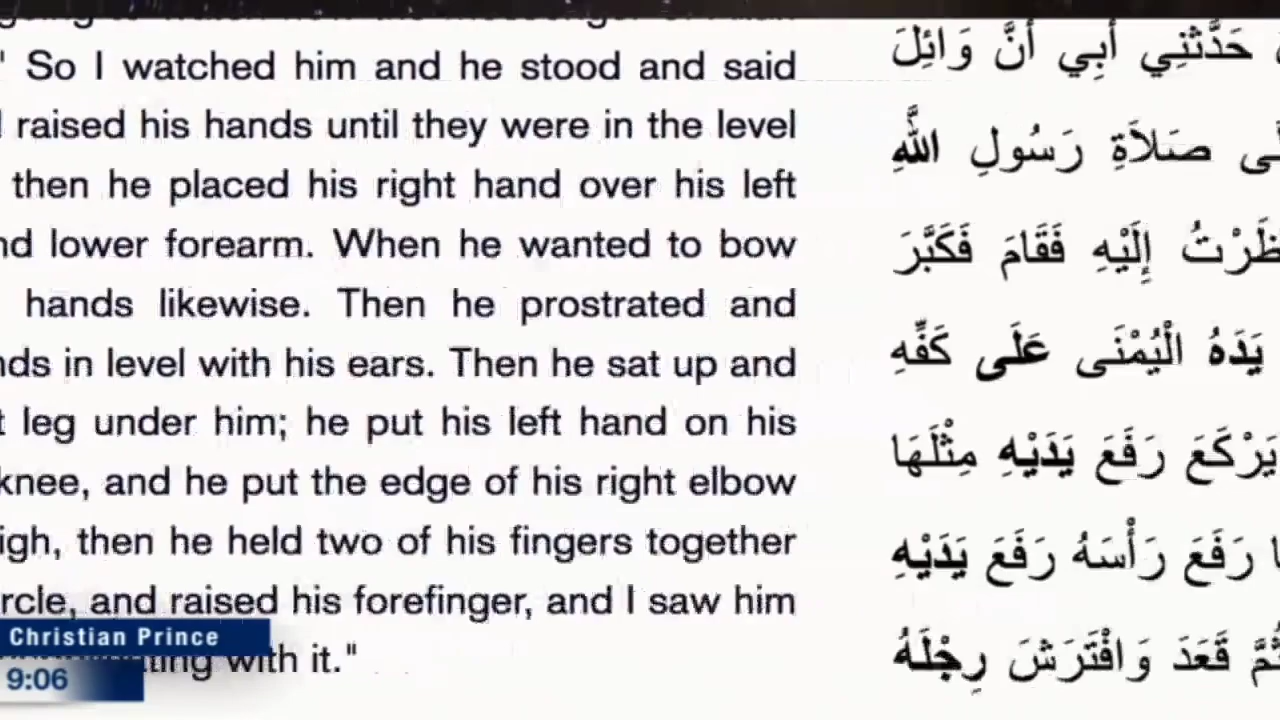 ' So I watched him and he stood and said
raised his hands until they were in the level
then he placed his right hand over his left
lower forearm. When he wanted to bow
hands likewise. Then he prostrated and
in level with his ears. Then he sat up and
leg under him; he put his left hand on his
knee, and he put the edge of his right elbow
then he held two of his fingers together
and raised his forefinger, and I saw him
with it."
حَدَّثَنِي أَبِي أَنَّ وَائِلَ
صَلاَةِ رَسُولِ اللَّهِ
إِلَيْهِ فَقَامَ فَكَبَّرَ
يَدَهُ الْيُمْنَى عَلَى كَفِّهِ
يَرْكَعَ رَفَعَ يَدَيْهِ مِثْلَهَا
رَفَعَ رَأْسَهُ رَفَعَ يَدَيْهِ
قَعَدَ وَافْتَرَشَ رِجْلَهُ
Christian Prince
9:06